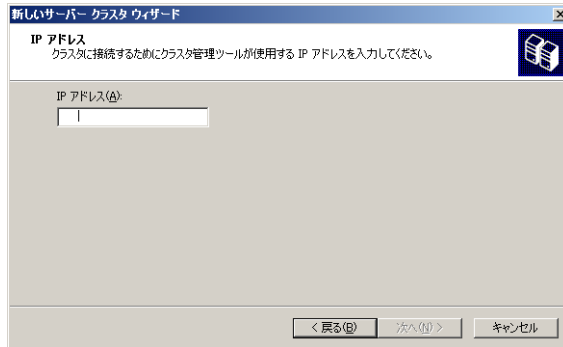 新しいサーバー クラスタ ウィザード
IP アドレス
クラスタに接続するためにクラスタ管理ツールが使用する IP アドレスを入力してください。
IP アドレス(A):
< 戻る(B) 次へ(N) > キャンセル